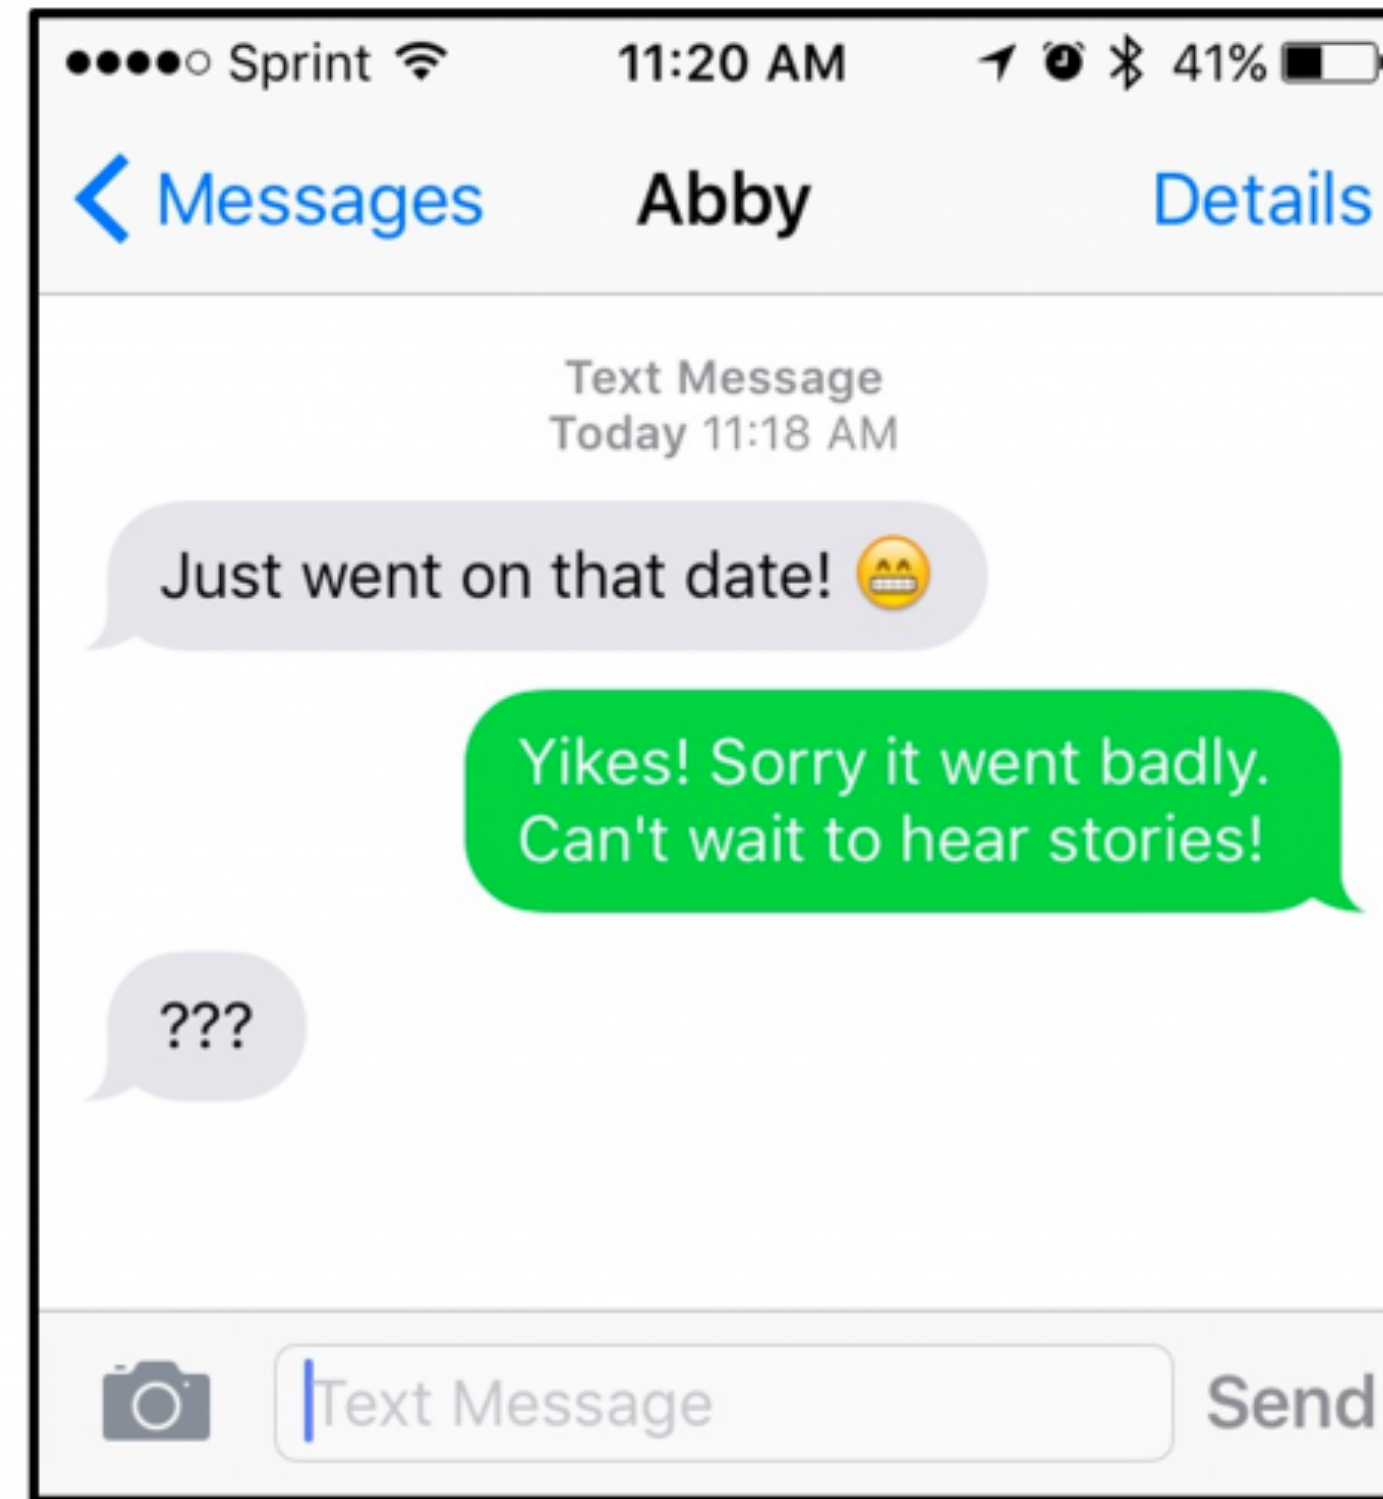 Sprint 11:20 AM 41%
Messages Abby Details
Text Message
Today 11:18 AM
Just went on that date! 😁
Yikes! Sorry it went badly.
Can't wait to hear stories!
???
Text Message Send